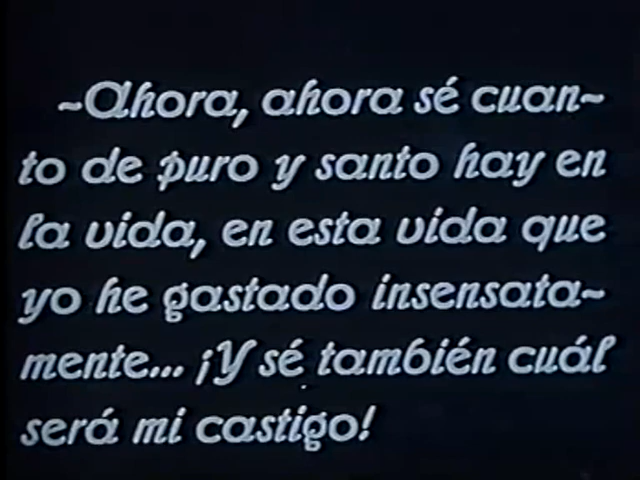 ~Ahora, ahora sé cuan~
to de puro y santo hay en
la vida, en esta vida que
yo he gastado insensata~
mente... ¡Y sé también cuál
será mi castigo!